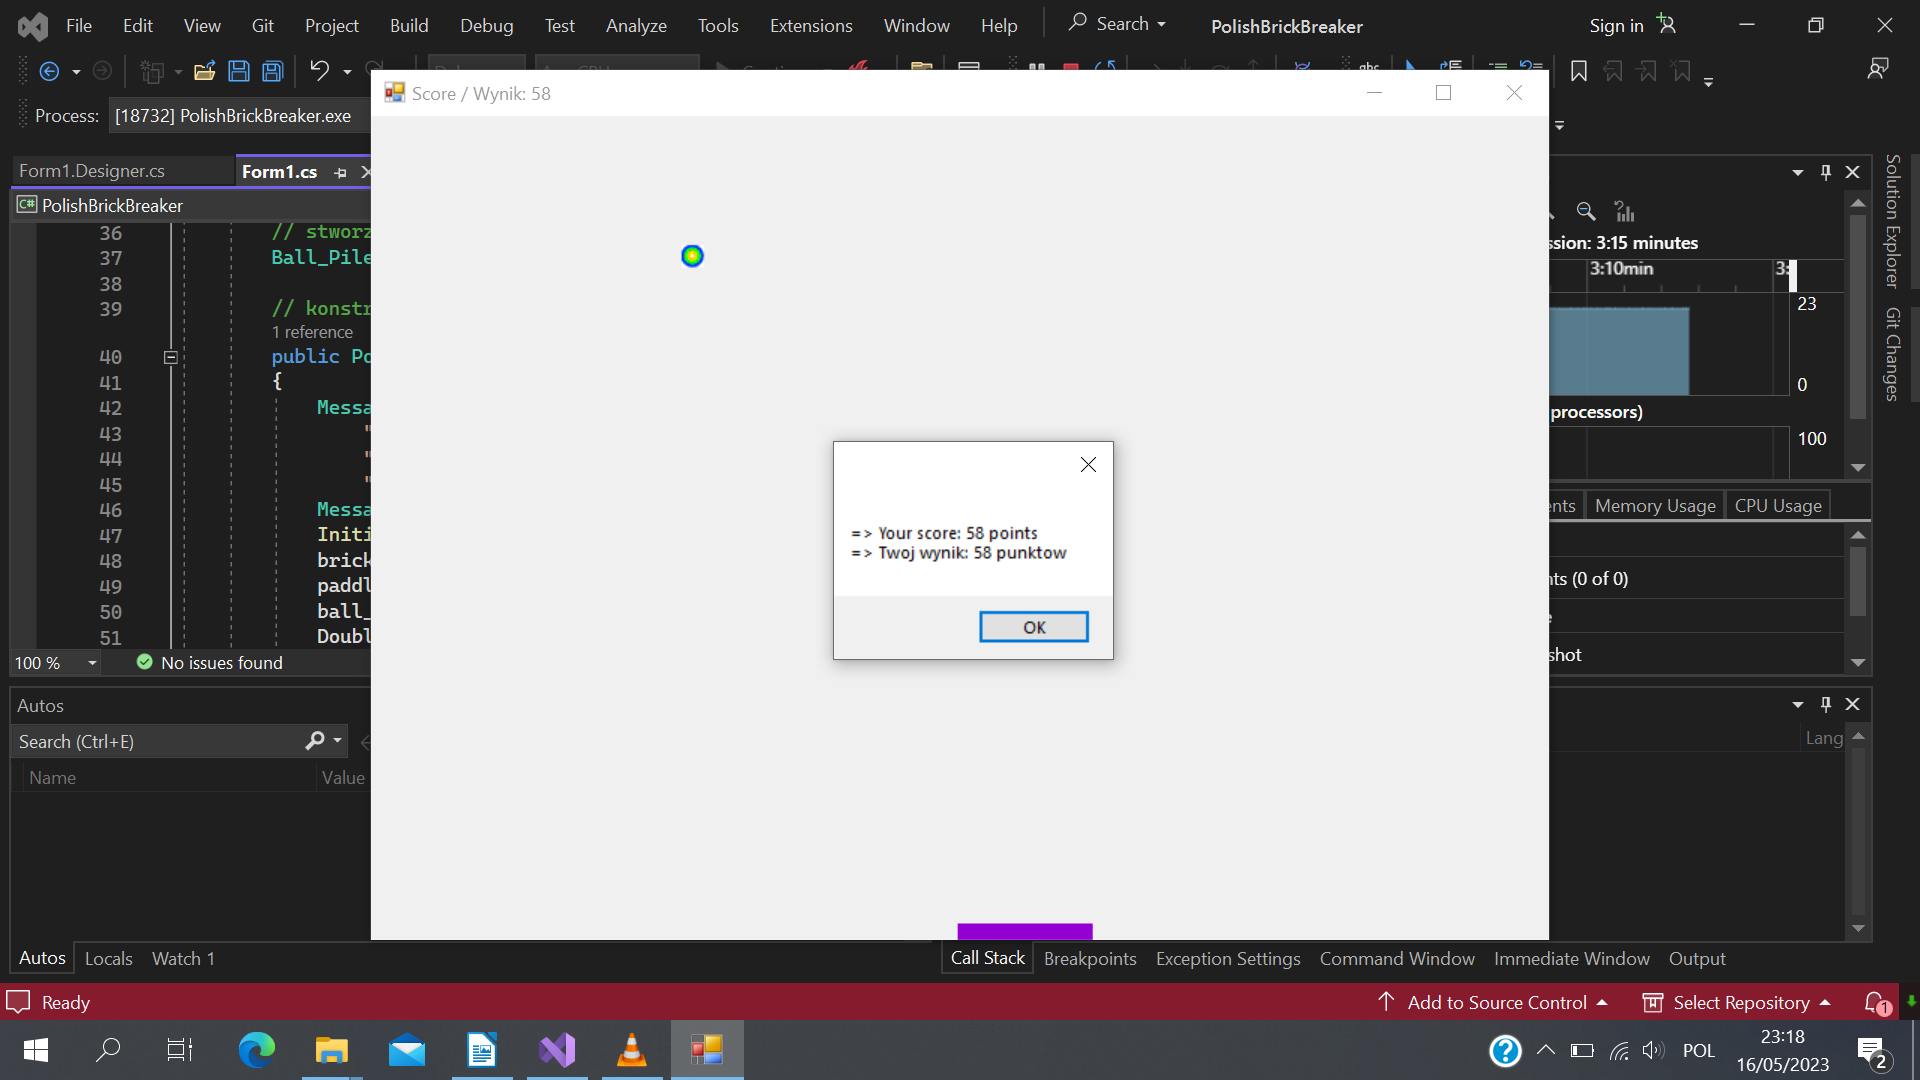 File Edit View Git Project Build Debug Test Analyze Tools Extensions Window Help Search PolishBrickBreaker Sign in
Process: [18732] PolishBrickBreaker.exe
Score / Wynik: 58
Form1.Designer.cs Form1.cs
PolishBrickBreaker
36 // stworz
37 Ball_Pile
38
39 // konstr
1 reference
40 public Po
41 {
42 Messa
43 "
44 "
45 "
46 Messa
47 Initi
48 brick
49 paddl
50 ball_
51 Doubl
100 % No issues found
=> Your score: 58 points
=> Twoj wynik: 58 punktow
OK
ssion: 3:15 minutes
3:10min
23
0
processors)
100
ents Memory Usage CPU Usage
nts (0 of 0)
shot
Solution Explorer
Git Changes
Autos
Search (Ctrl+E)
Name Value
Lang
Autos Locals Watch 1
Call Stack Breakpoints Exception Settings Command Window Immediate Window Output
Ready Add to Source Control Select Repository 1
POL 23:18
16/05/2023 2